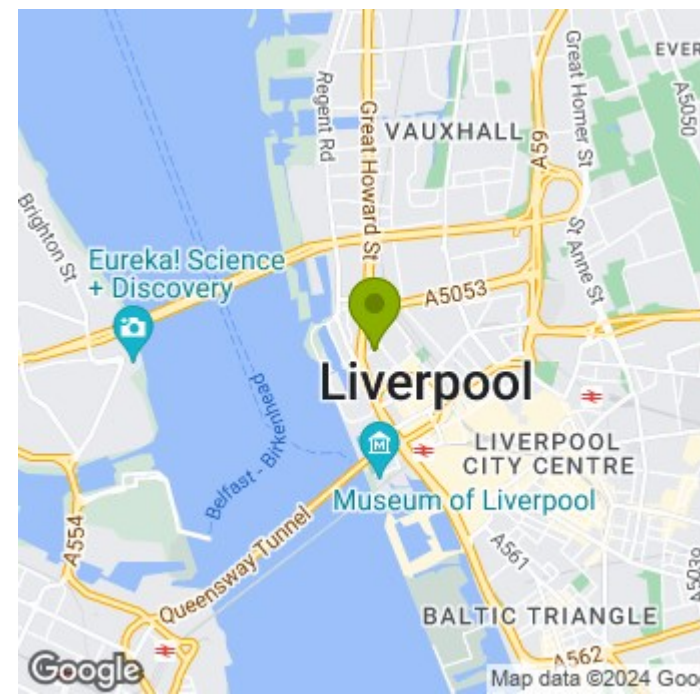 EVER
Regent Rd
Great Howard St
VAUXHALL
A59
Great Homer St
A5050
Brighton St
Eureka! Science
+ Discovery
St Anne St
A5053
Liverpool
Belfast - Birkenhead
LIVERPOOL
CITY CENTRE
M
Museum of Liverpool
A554
Queensway Tunnel
A561
A5039
BALTIC TRIANGLE
A562
Google
Map data ©2024 Goo